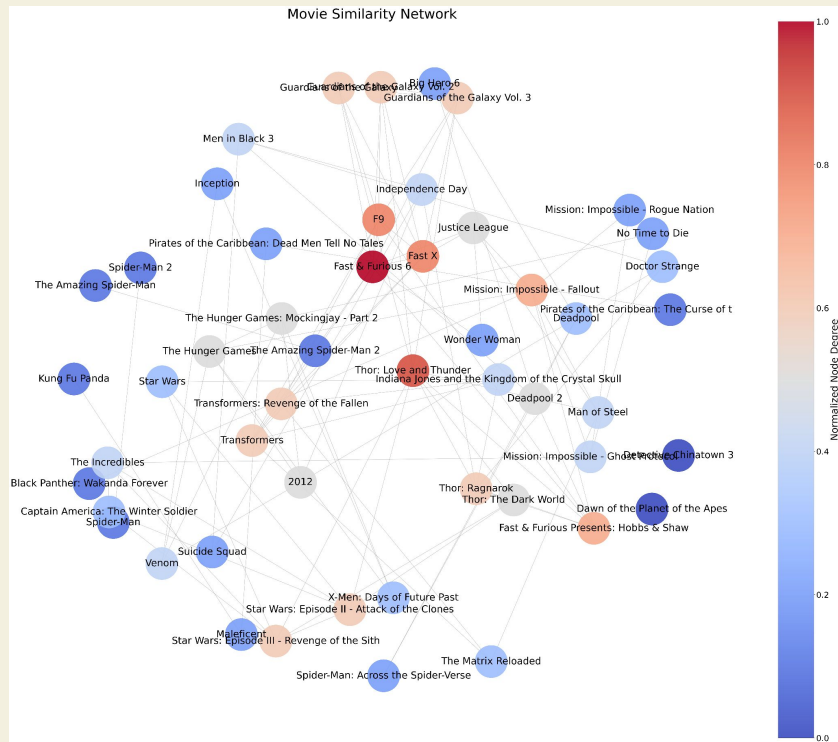 Movie Similarity Network
1.0
Big Hero 6
Guardians of the Galaxy
Guardians of the Galaxy Vol. 2
Guardians of the Galaxy Vol. 3
Men in Black 3
0.8
Inception
Independence Day
Mission: Impossible - Rogue Nation
F9
Justice League
No Time to Die
Pirates of the Caribbean: Dead Men Tell No Tales
Fast X
Spider-Man 2
Fast & Furious 6
Doctor Strange
The Amazing Spider-Man
Mission: Impossible - Fallout
0.6
Pirates of the Caribbean: The Curse of t
The Hunger Games: Mockingjay - Part 2
Deadpool
Wonder Woman
The Hunger Games
The Amazing Spider-Man 2
Thor: Love and Thunder
Kung Fu Panda
Star Wars
Indiana Jones and the Kingdom of the Crystal Skull
Normalized Node Degree
Transformers: Revenge of the Fallen
Deadpool 2
Man of Steel
Transformers
0.4
Mission: Impossible - Ghost Protocol
Detective Chinatown 3
The Incredibles
2012
Black Panther: Wakanda Forever
Thor: Ragnarok
Thor: The Dark World
Dawn of the Planet of the Apes
Captain America: The Winter Soldier
Spider-Man
Fast & Furious Presents: Hobbs & Shaw
Suicide Squad
Venom
0.2
X-Men: Days of Future Past
Star Wars: Episode II - Attack of the Clones
Maleficent
Star Wars: Episode III - Revenge of the Sith
The Matrix Reloaded
Spider-Man: Across the Spider-Verse
0.0